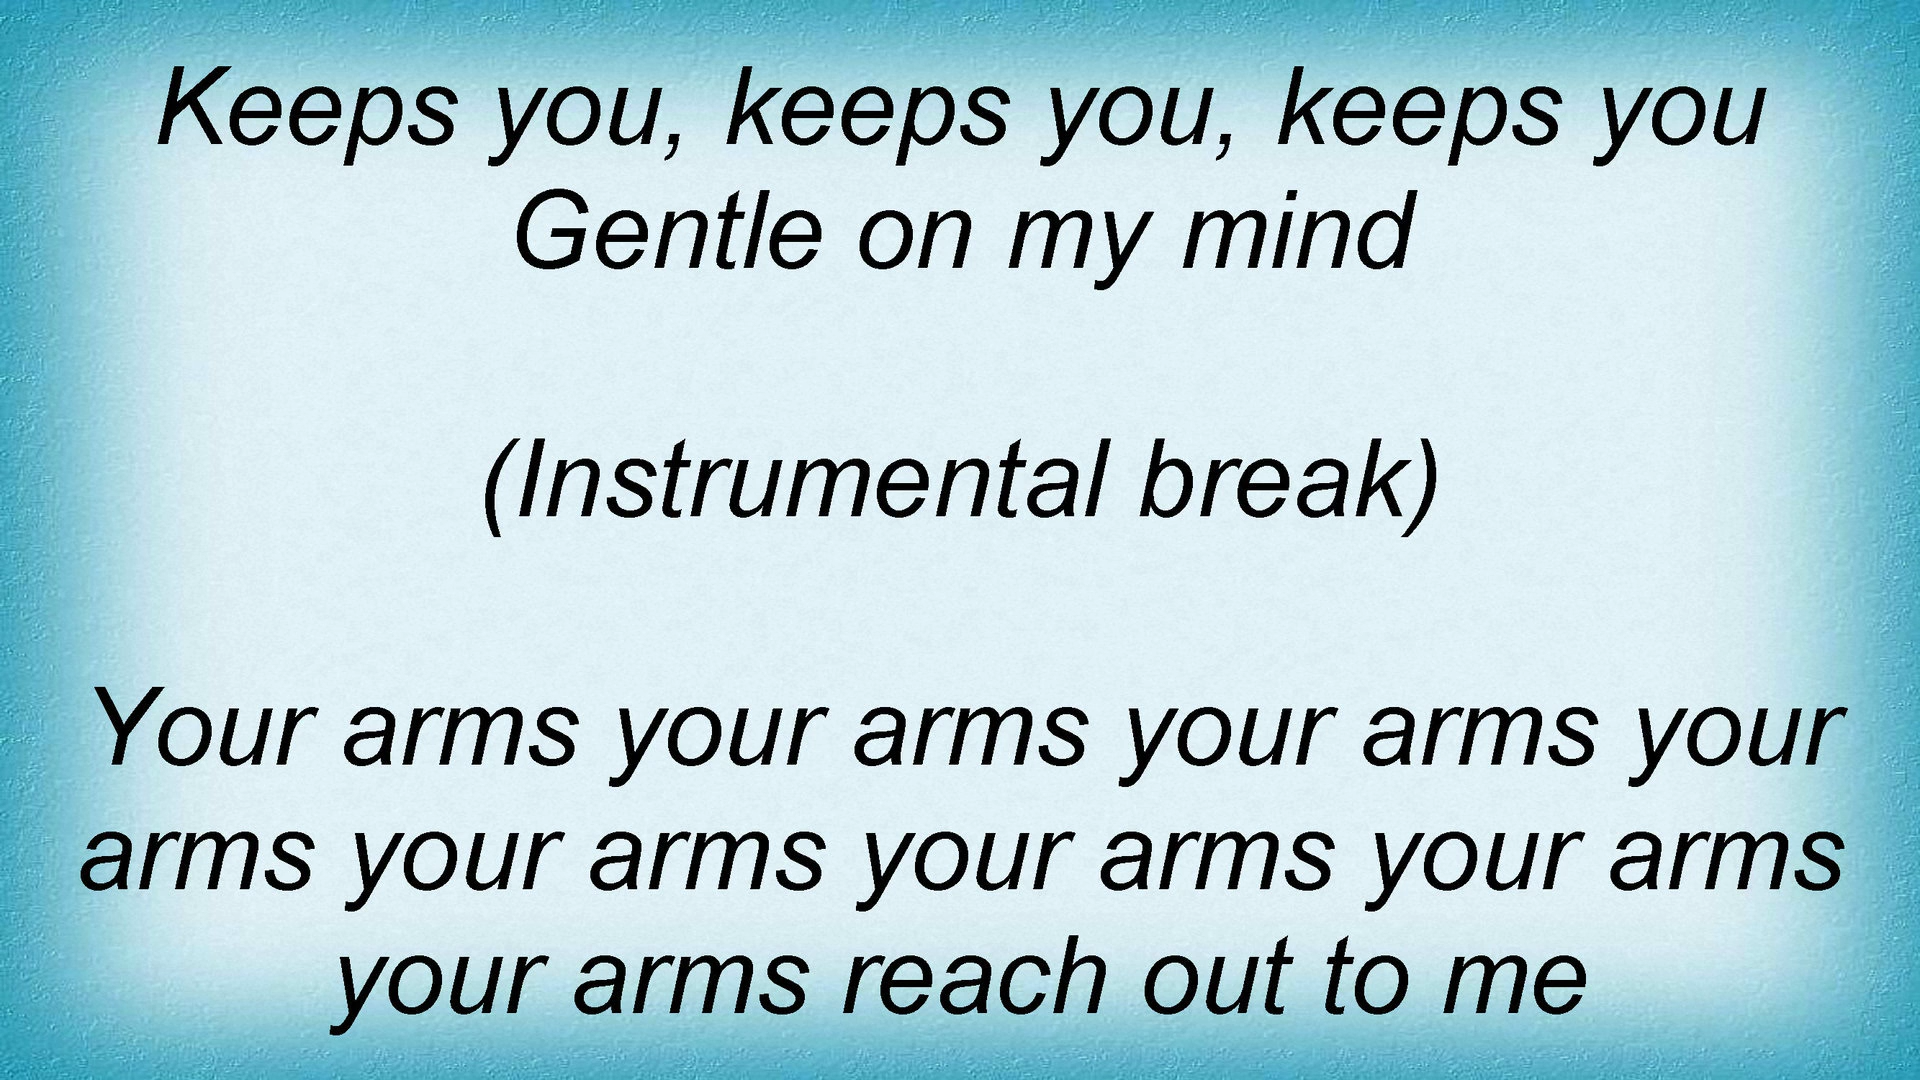 Keeps you, keeps you, keeps you
Gentle on my mind
(Instrumental break)
Your arms your arms your arms your
arms your arms your arms your arms
your arms reach out to me